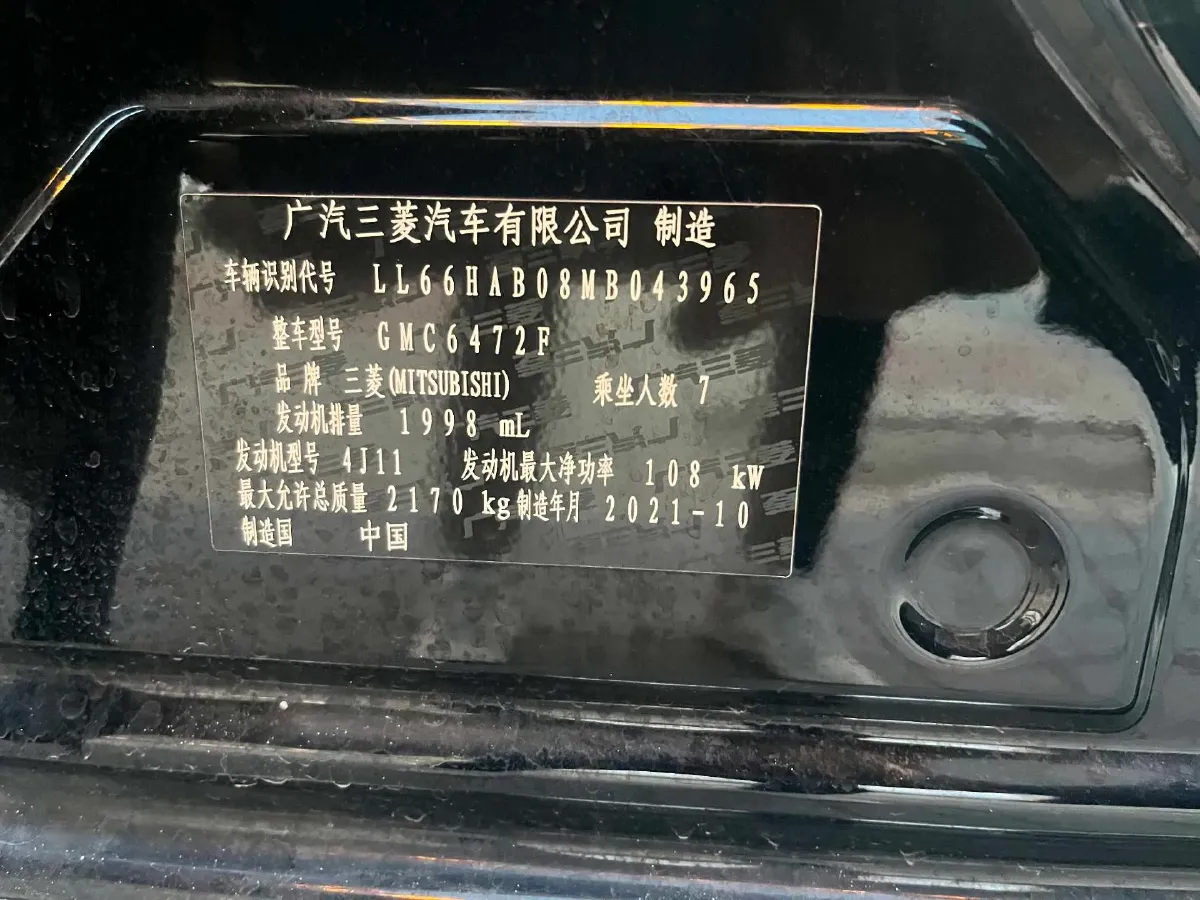 广汽三菱汽车有限公司 制造
车辆识别代号 LL66HAB08MB043965
整车型号 GMC6472F
品牌 三菱(MITSUBISHI) 乘坐人数 7
发动机排量 1998 mL
发动机型号 4J11 发动机最大净功率 108 kW
最大允许总质量 2170 kg 制造年月 2021-10
制造国 中国